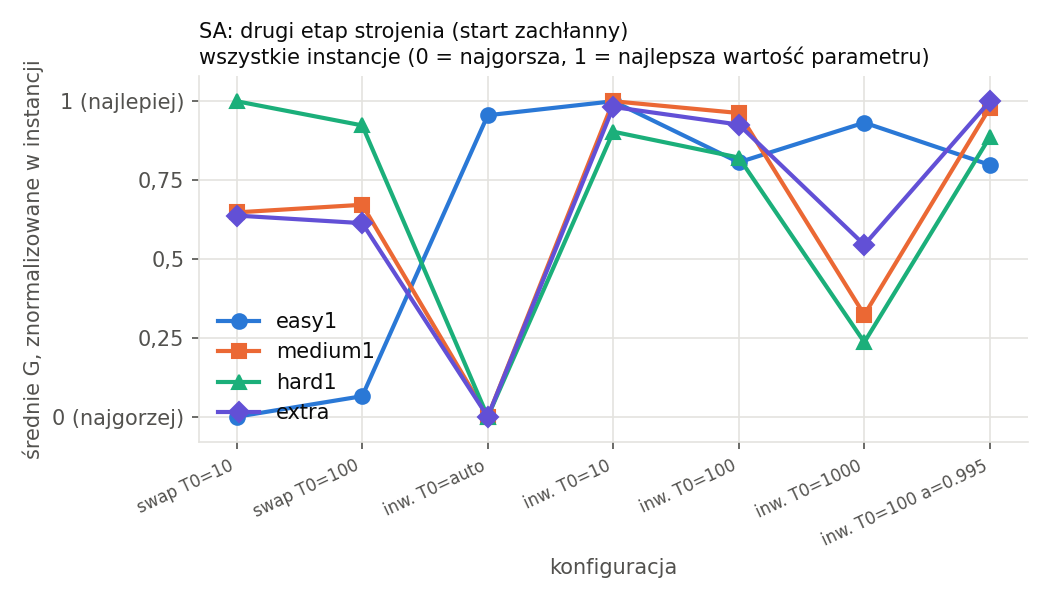 SA: drugi etap strojenia (start zachłanny)
wszystkie instancje (0 = najgorsza, 1 = najlepsza wartość parametru)
średnie G, znormalizowane w instancji
1 (najlepiej)
0,75
0,5
0,25
0 (najgorzej)
easy1
medium1
hard1
extra
swap T0=10
swap T0=100
inw. T0=auto
inw. T0=10
inw. T0=100
inw. T0=1000
inw. T0=100 a=0.995
konfiguracja